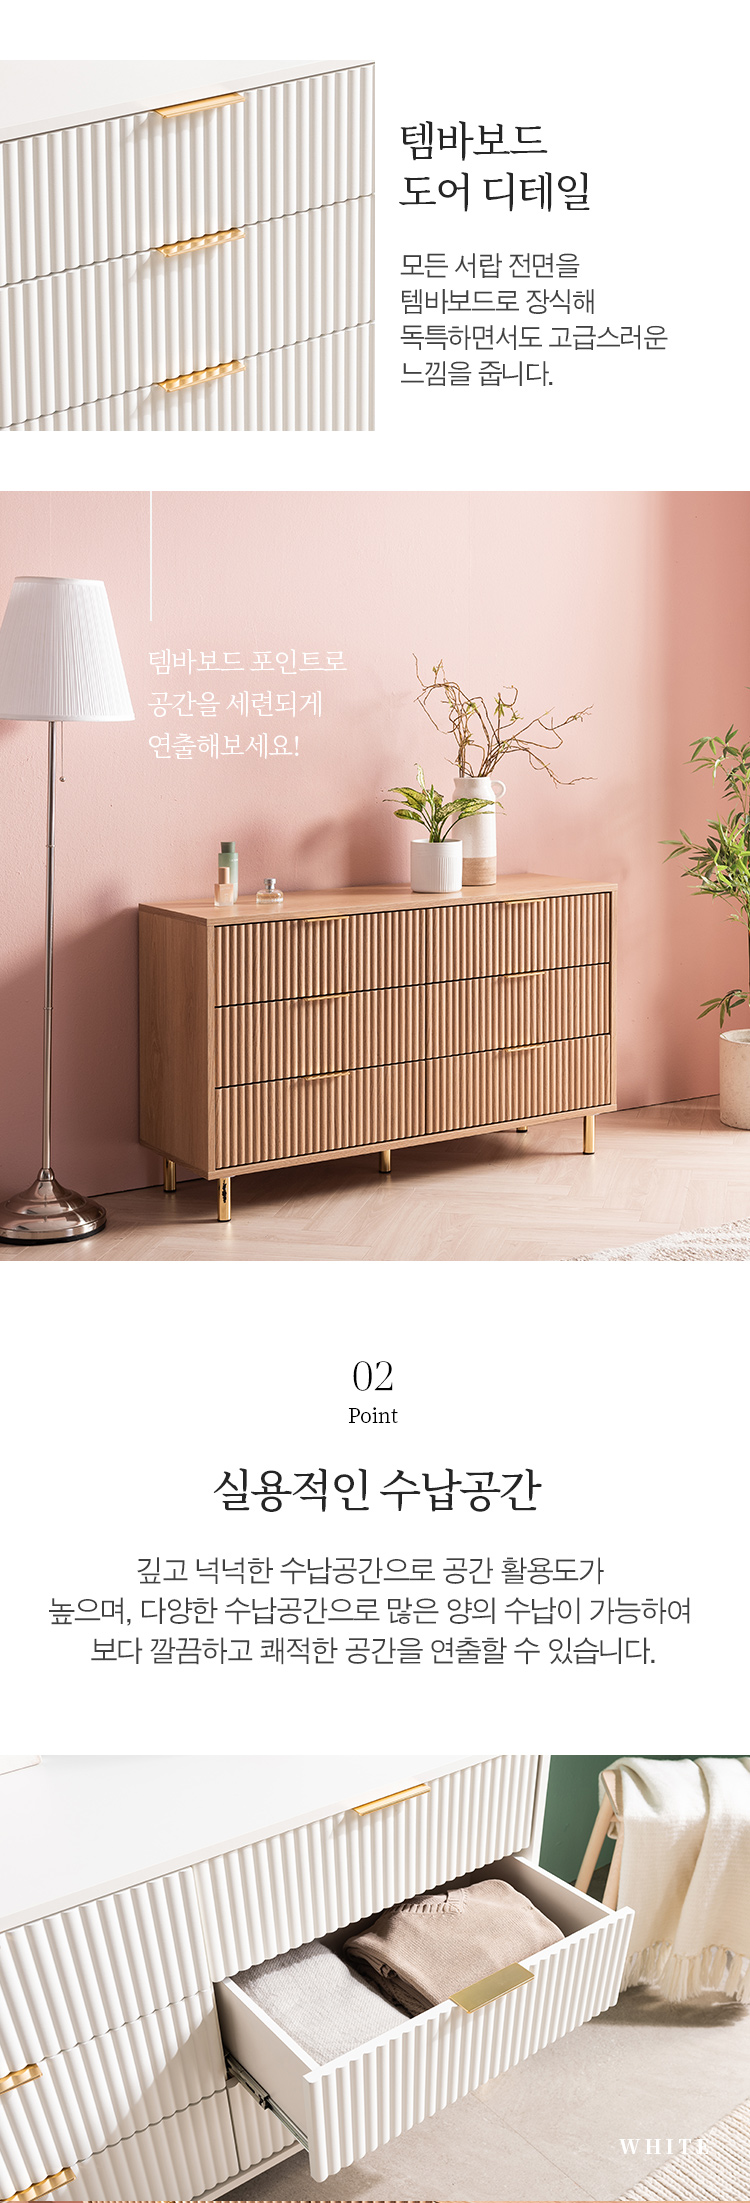 템바보드
도어 디테일
모든 서랍 전면을
템바보드로 장식해
독특하면서도 고급스러운
느낌을 줍니다.
템바보드 포인트로
공간을 세련되게
연출해보세요!
02
Point
실용적인 수납공간
깊고 넉넉한 수납공간으로 공간 활용도가
높으며, 다양한 수납공간으로 많은 양의 수납이 가능하여
보다 깔끔하고 쾌적한 공간을 연출할 수 있습니다.
WHITE